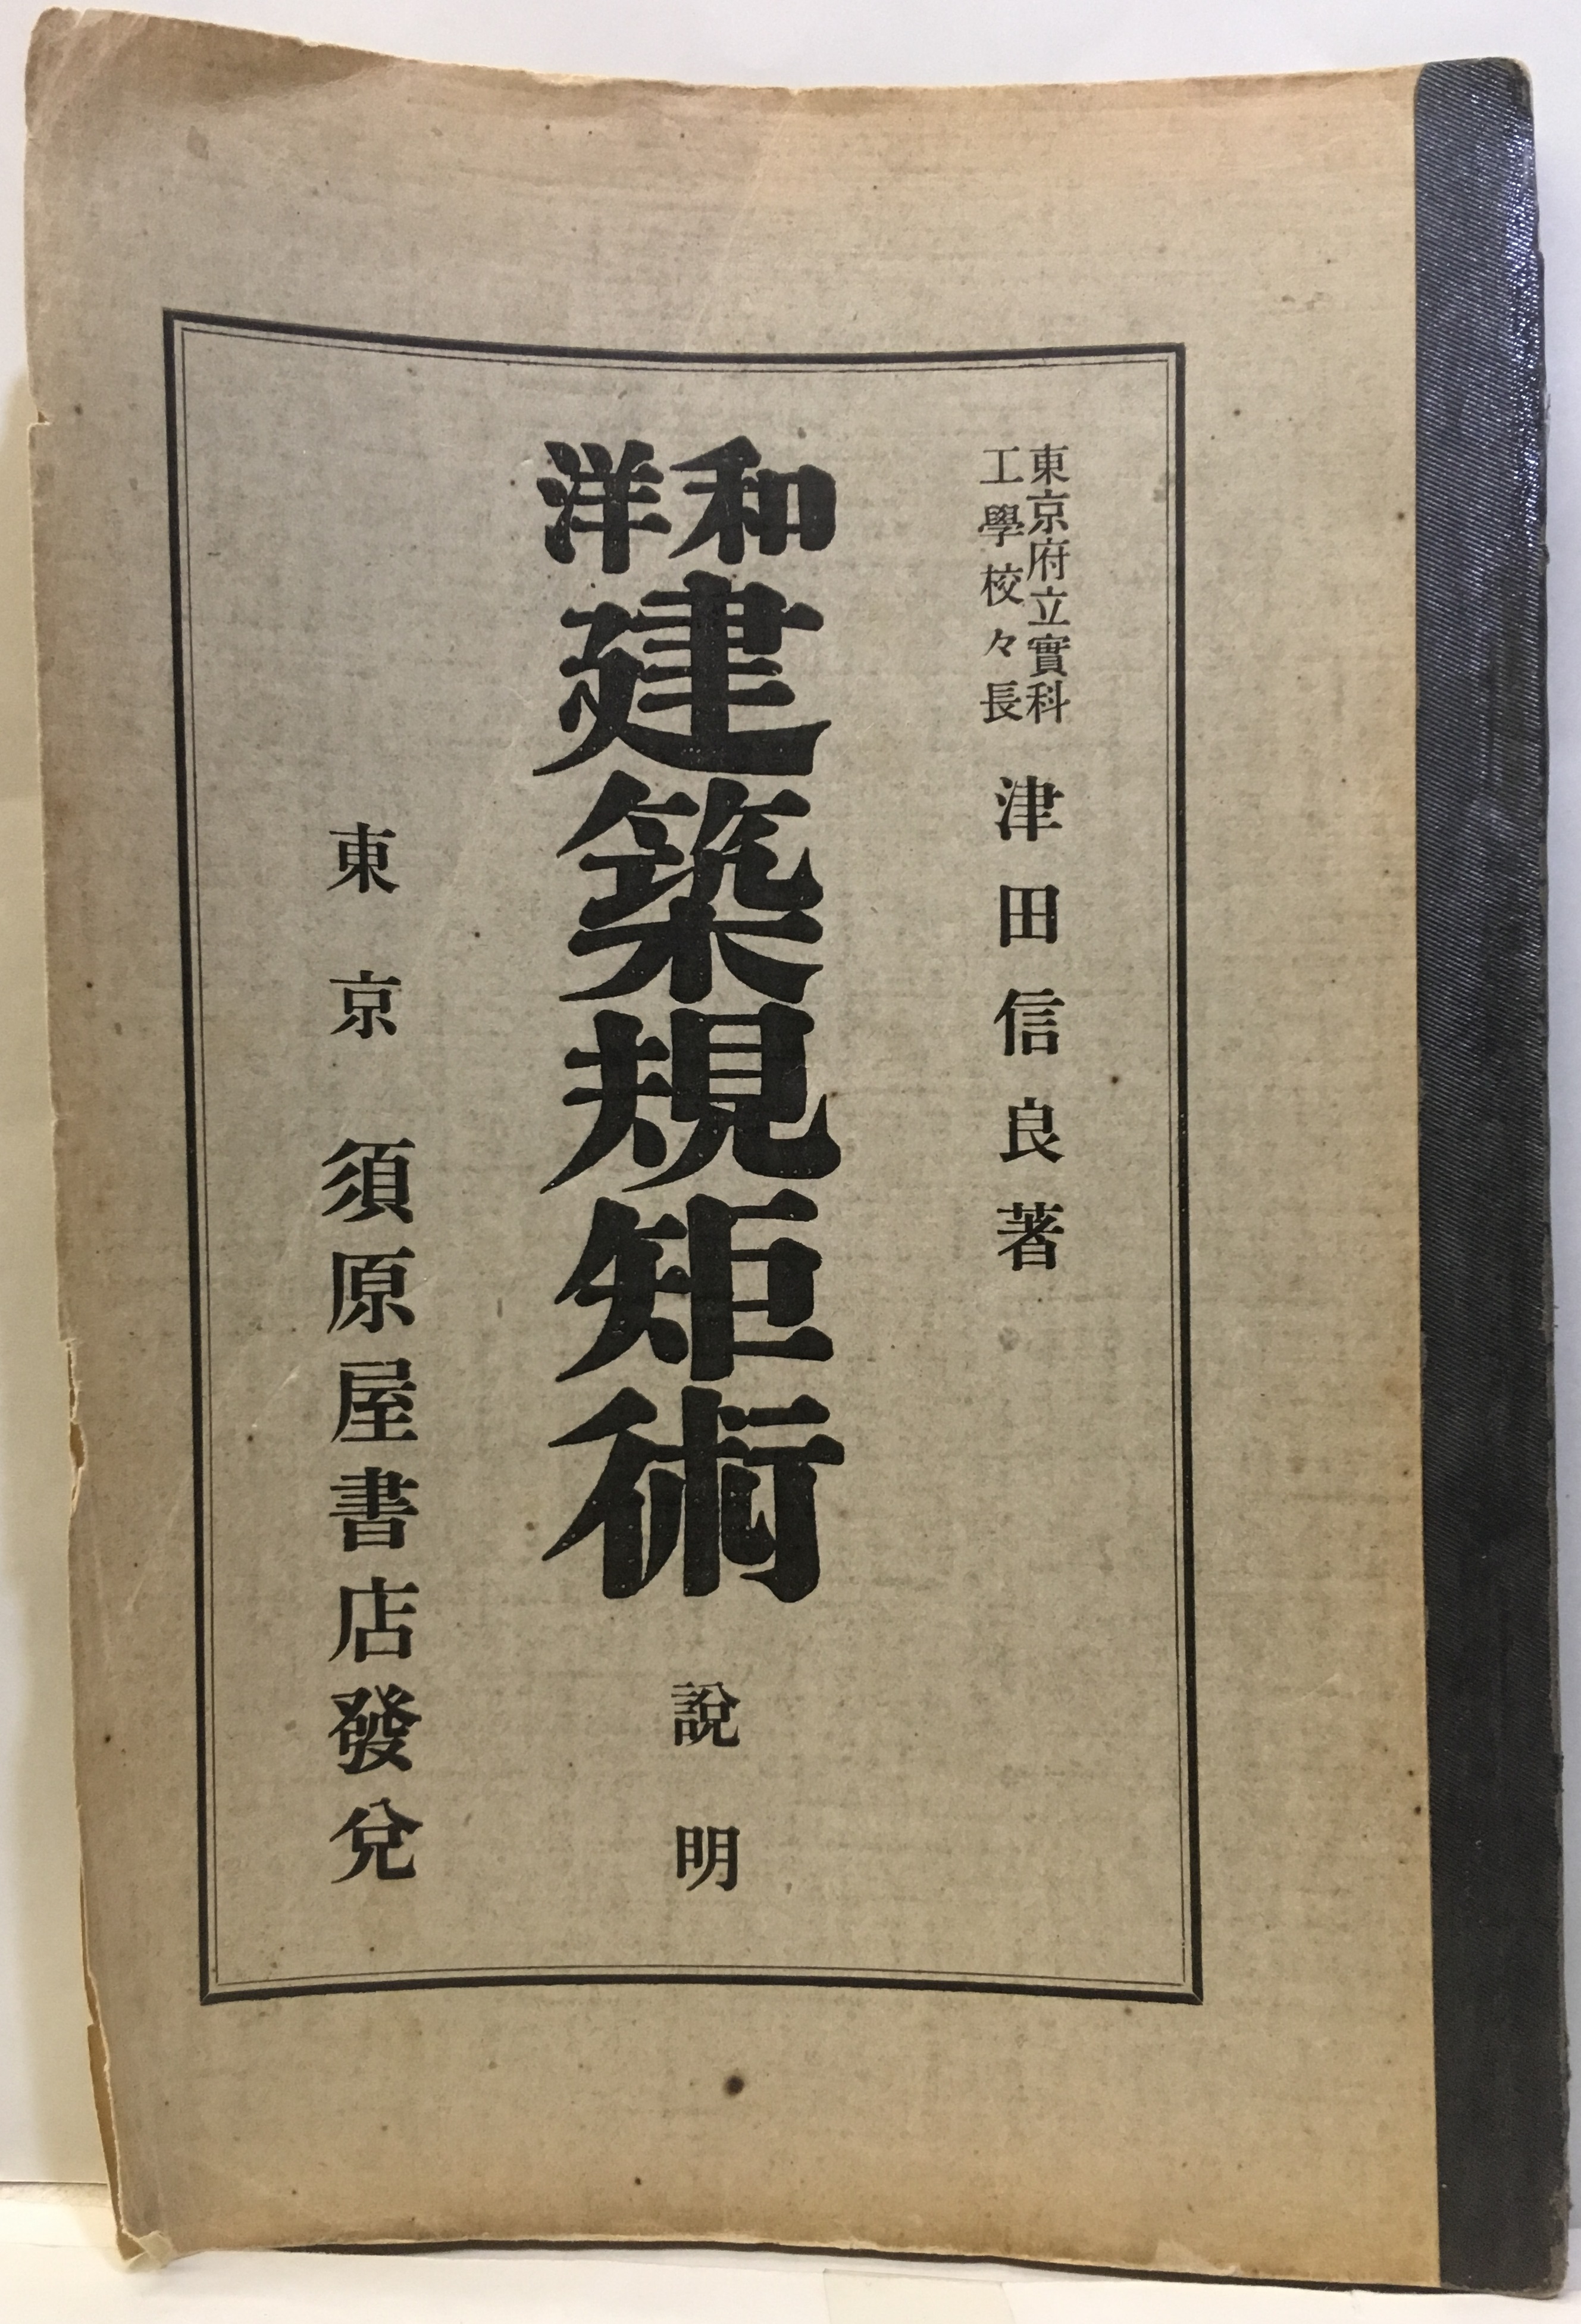 東京府立實科
工學校々長
津田信良著
和洋
建築規矩術
說明
東京 須原屋書店發兌